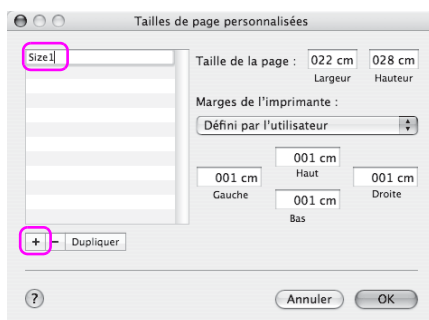 Tailles de page personnalisées
Size1
Taille de la page : 022 cm 028 cm
Largeur Hauteur
Marges de l'imprimante :
Défini par l'utilisateur
001 cm
Haut
001 cm 001 cm
Gauche Droite
001 cm
Bas
+ − Dupliquer
? Annuler OK